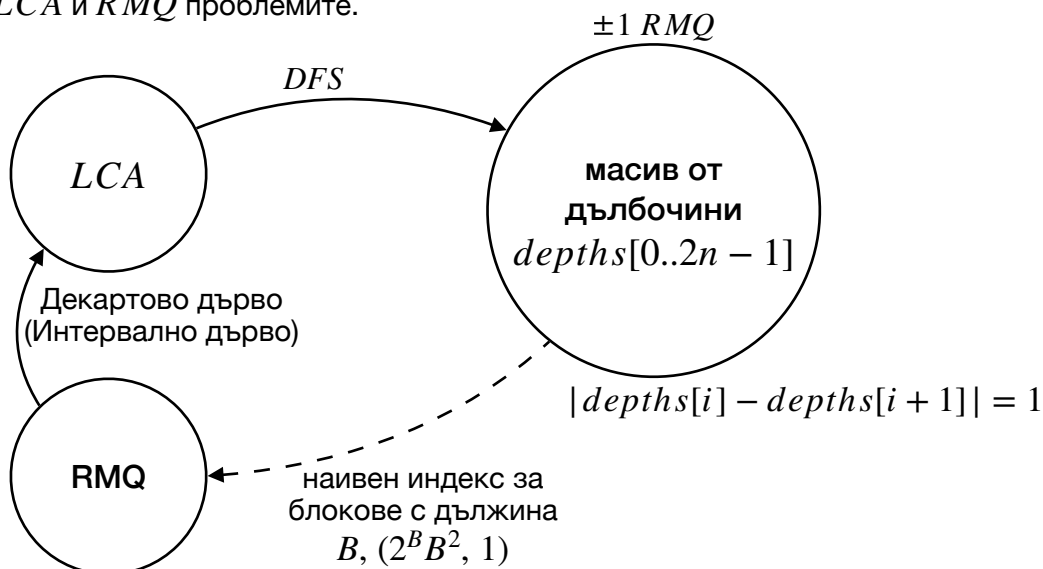 LCA и RMQ проблемите.
±1 RMQ
DFS
LCA
масив от
дълбочини
depths[0..2n − 1]
Декартово дърво
(Интервално дърво)
|depths[i] − depths[i + 1]| = 1
RMQ
наивен индекс за
блокове с дължина
B, (2^B B^2, 1)